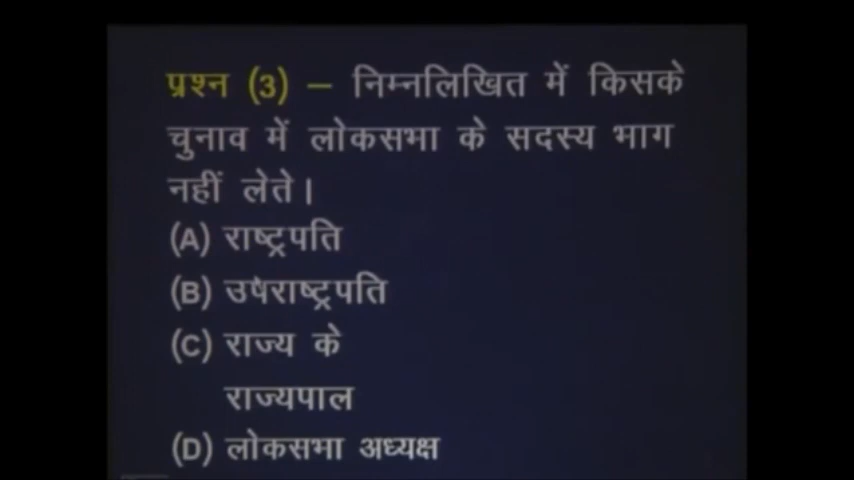 प्रश्न (3) – निम्नलिखित में किसके
चुनाव में लोकसभा के सदस्य भाग
नहीं लेते।
(A) राष्ट्रपति
(B) उपराष्ट्रपति
(C) राज्य के
राज्यपाल
(D) लोकसभा अध्यक्ष